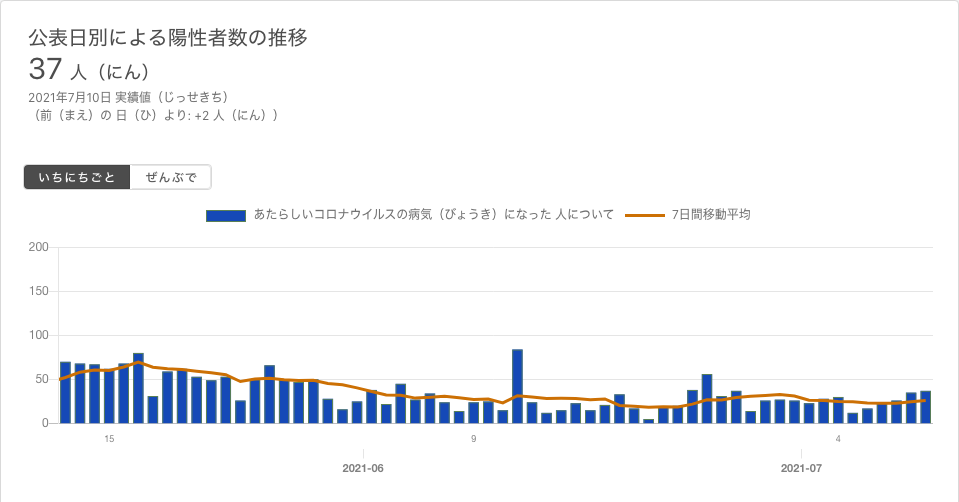 公表日別による陽性者数の推移
37 人（にん）
2021年7月10日 実績値（じっせきち）
（前（まえ）の 日（ひ）より: +2 人（にん））
いちにちごと ぜんぶで
あたらしいコロナウイルスの病気（びょうき）になった 人について 7日間移動平均
200
150
100
50
0
15 9 4
2021-06 2021-07